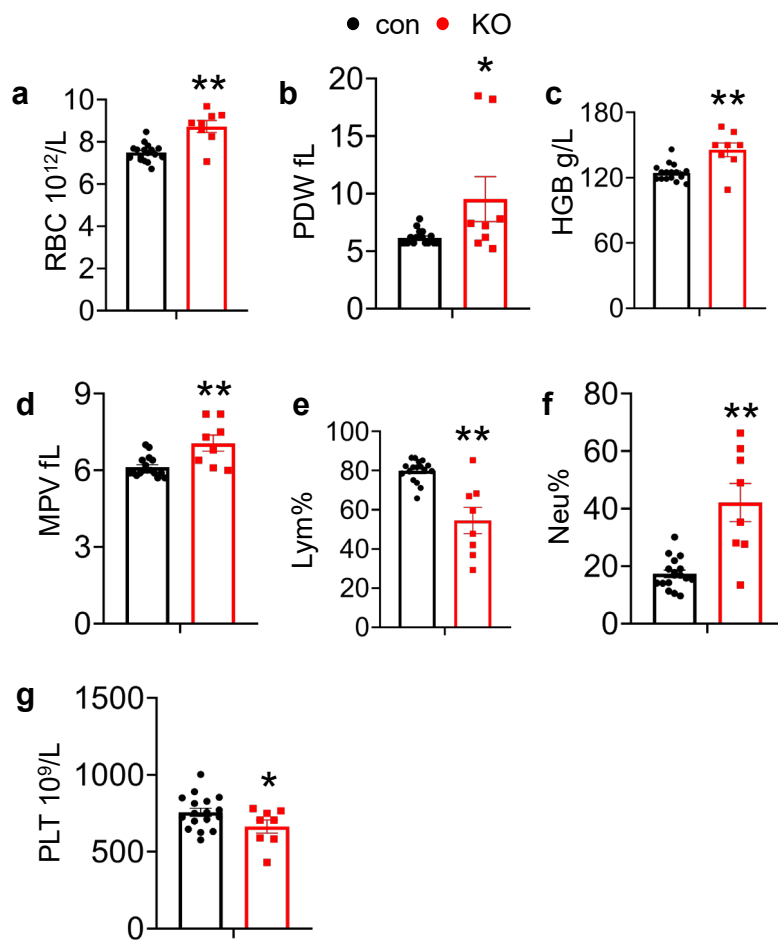 con KO
a
RBC 10¹²/L
10
8
6
4
2
0
**
b
PDW fL
20
15
10
5
0
*
c
HGB g/L
180
120
60
0
**
d
MPV fL
9
6
3
0
**
e
Lym%
100
80
60
40
20
0
**
f
Neu%
80
60
40
20
0
**
g
PLT 10⁹/L
1500
1000
500
0
*